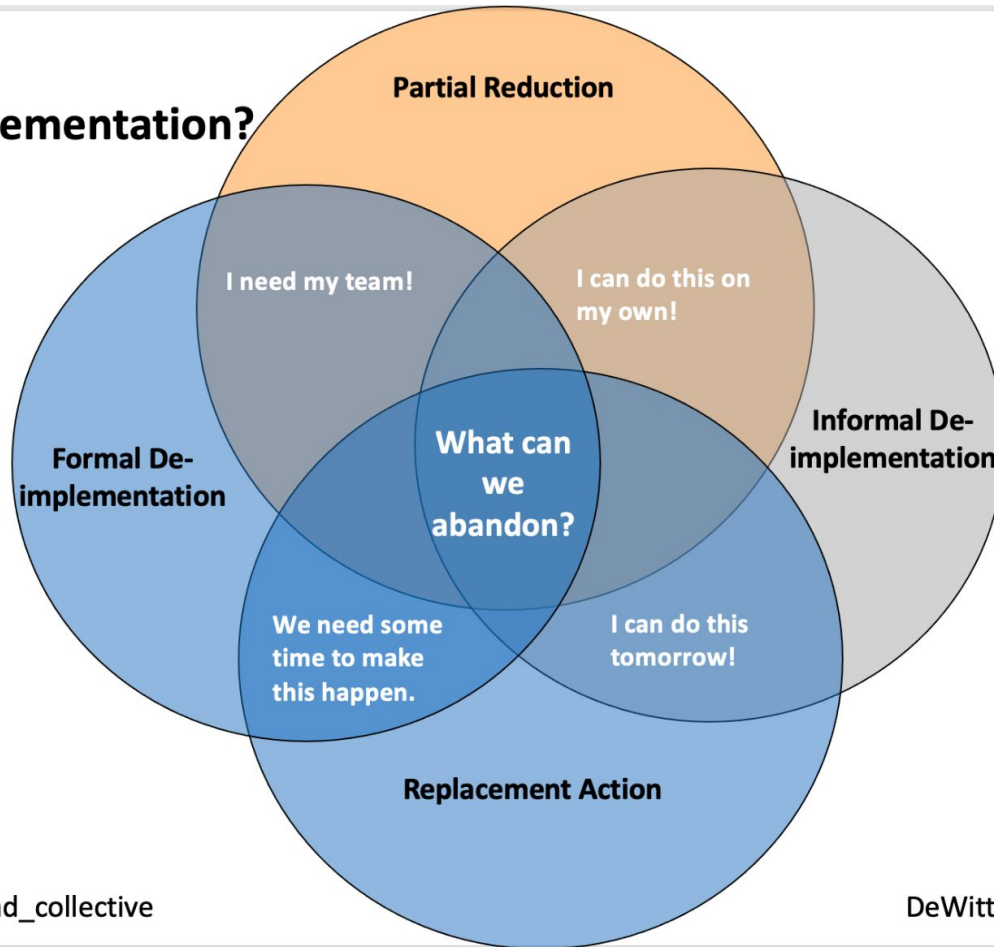 Partial Reduction
ementation?
I need my team!
I can do this on
my own!
Informal De-
implementation
Formal De-
implementation
What can
we
abandon?
We need some
time to make
this happen.
I can do this
tomorrow!
Replacement Action
d_collective
DeWitt